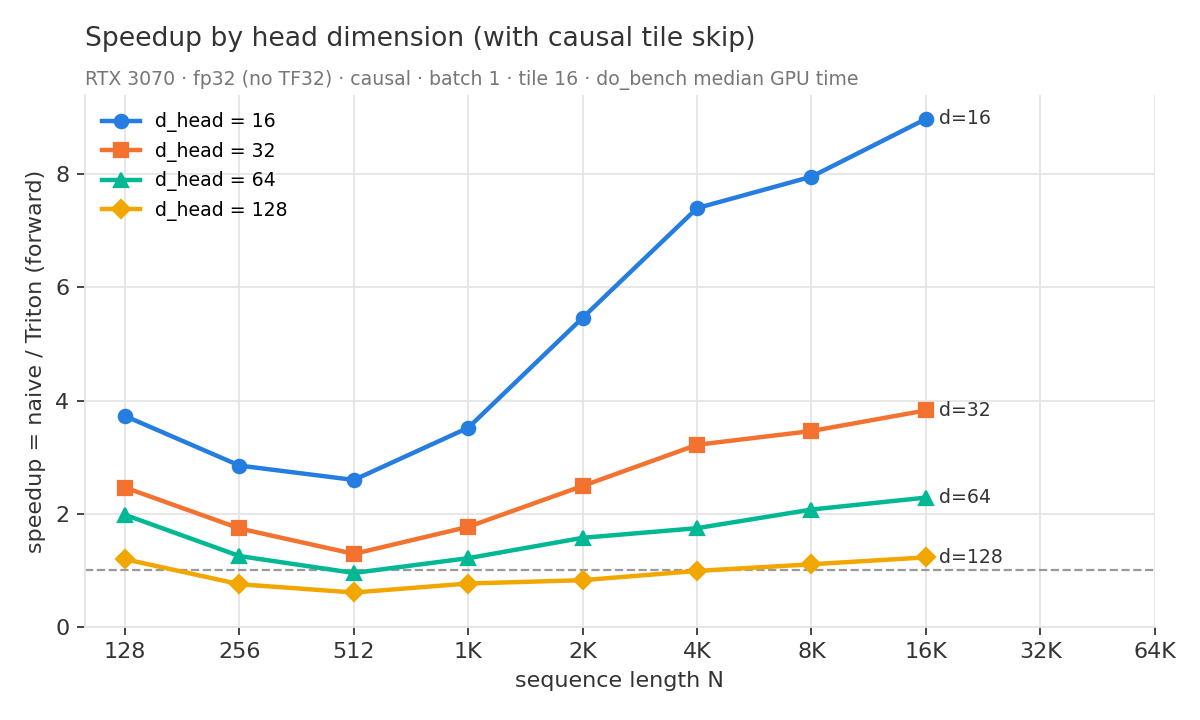 Speedup by head dimension (with causal tile skip)
RTX 3070 · fp32 (no TF32) · causal · batch 1 · tile 16 · do_bench median GPU time
d_head = 16
d_head = 32
d_head = 64
d_head = 128
speedup = naive / Triton (forward)
8
6
4
2
0
d=16
d=32
d=64
d=128
128 256 512 1K 2K 4K 8K 16K 32K 64K
sequence length N